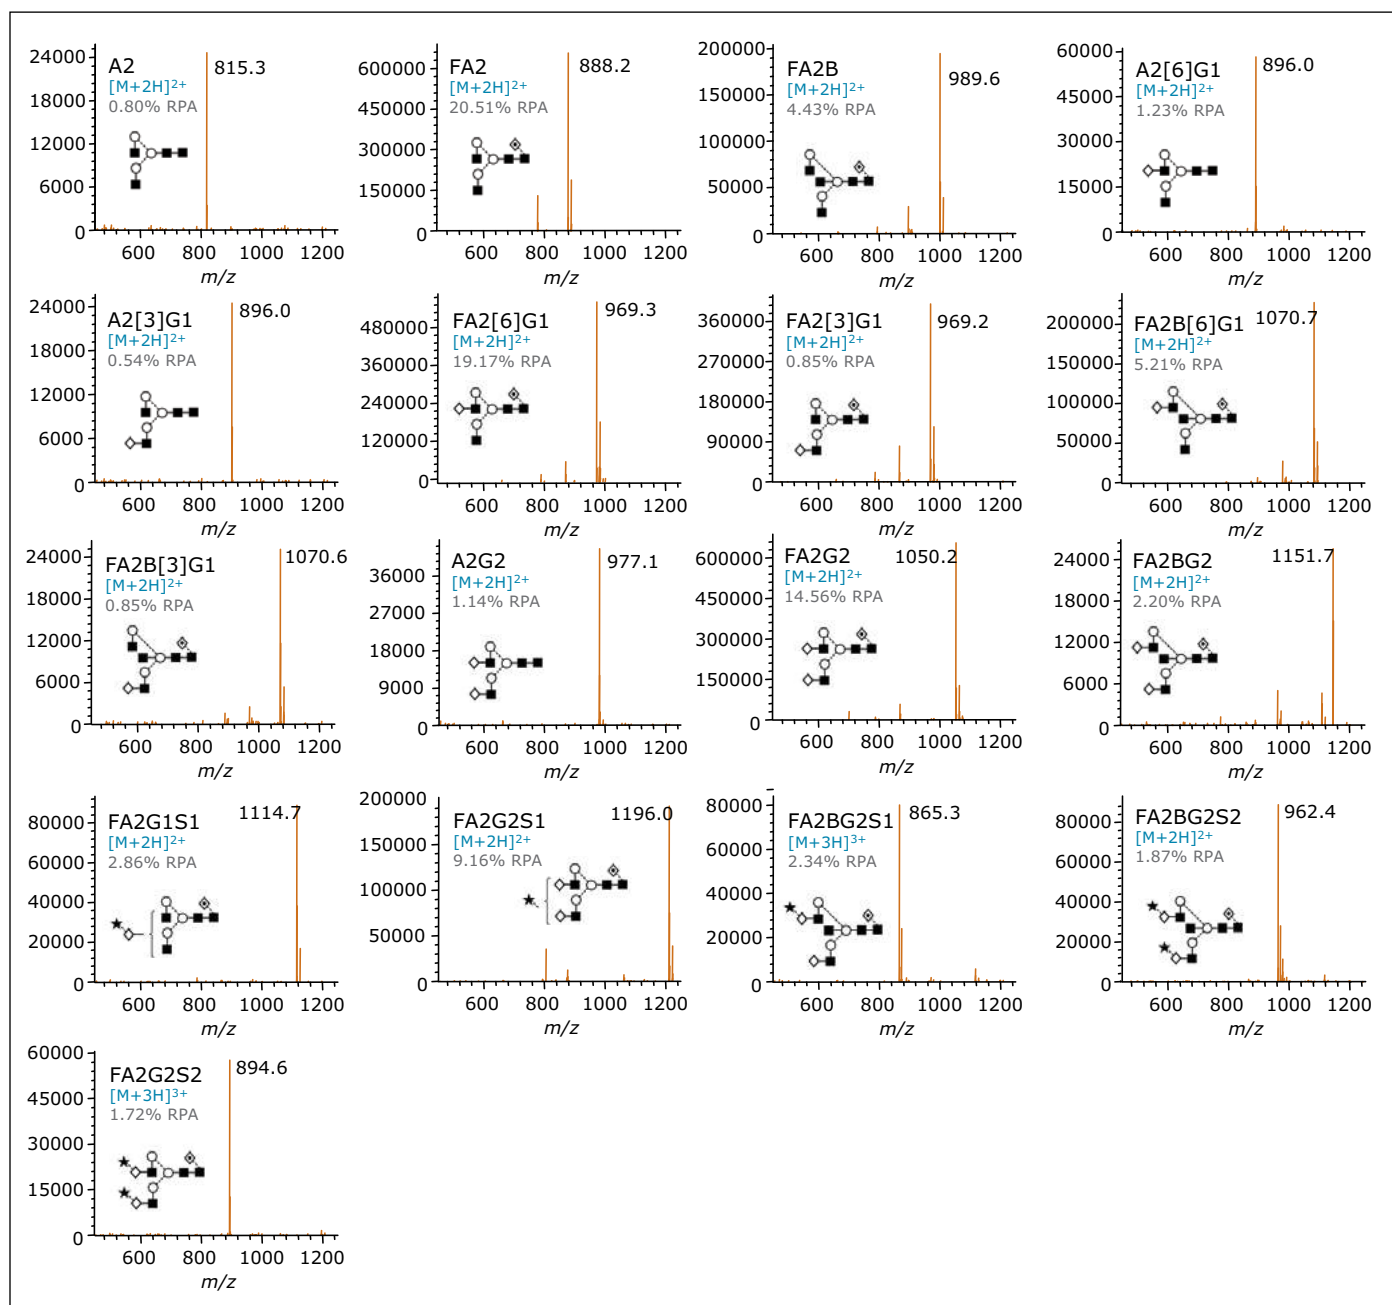 A2
[M+2H]2+
0.80% RPA
815.3
24000
18000
12000
6000
0
600 800 1000 1200
m/z
FA2
[M+2H]2+
20.51% RPA
888.2
600000
450000
300000
150000
0
600 800 1000 1200
m/z
FA2B
[M+2H]2+
4.43% RPA
989.6
200000
150000
100000
50000
0
600 800 1000 1200
m/z
A2[6]G1
[M+2H]2+
1.23% RPA
896.0
60000
45000
30000
15000
0
600 800 1000 1200
m/z
A2[3]G1
[M+2H]2+
0.54% RPA
896.0
24000
18000
12000
6000
0
600 800 1000 1200
m/z
FA2[6]G1
[M+2H]2+
19.17% RPA
969.3
480000
360000
240000
120000
0
600 800 1000 1200
m/z
FA2[3]G1
[M+2H]2+
0.85% RPA
969.2
360000
270000
180000
90000
0
600 800 1000 1200
m/z
FA2B[6]G1
[M+2H]2+
5.21% RPA
1070.7
200000
150000
100000
50000
0
600 800 1000 1200
m/z
FA2B[3]G1
[M+2H]2+
0.85% RPA
1070.6
24000
18000
12000
6000
0
600 800 1000 1200
m/z
A2G2
[M+2H]2+
1.14% RPA
977.1
36000
27000
18000
9000
0
600 800 1000 1200
m/z
FA2G2
[M+2H]2+
14.56% RPA
1050.2
600000
450000
300000
150000
0
600 800 1000 1200
m/z
FA2BG2
[M+2H]2+
2.20% RPA
1151.7
24000
18000
12000
6000
0
600 800 1000 1200
m/z
FA2G1S1
[M+2H]2+
2.86% RPA
1114.7
80000
60000
40000
20000
0
600 800 1000 1200
m/z
FA2G2S1
[M+2H]2+
9.16% RPA
1196.0
200000
150000
100000
50000
0
600 800 1000 1200
m/z
FA2BG2S1
[M+3H]3+
2.34% RPA
865.3
80000
60000
40000
20000
0
600 800 1000 1200
m/z
FA2BG2S2
[M+2H]2+
1.87% RPA
962.4
80000
60000
40000
20000
0
600 800 1000 1200
m/z
FA2G2S2
[M+3H]3+
1.72% RPA
894.6
60000
45000
30000
15000
0
600 800 1000 1200
m/z